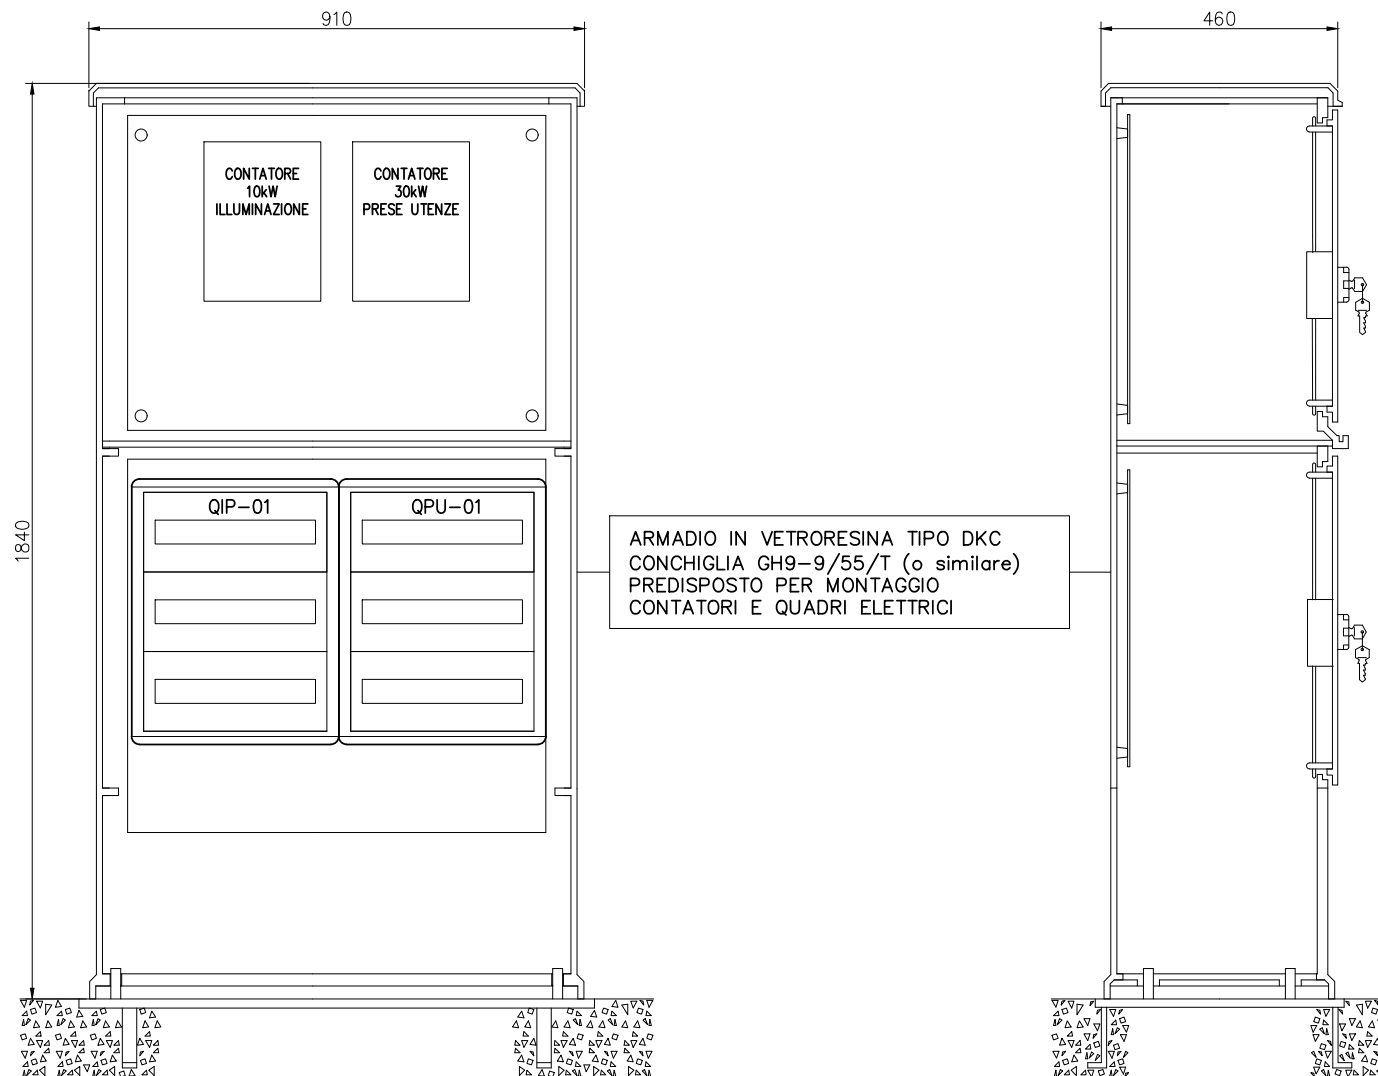 910
460
CONTATORE
10kW
ILLUMINAZIONE
CONTATORE
30kW
PRESE UTENZE
1840
QIP-01
QPU-01
ARMADIO IN VETRORESINA TIPO DKC
CONCHIGLIA GH9-9/55/T (o similare)
PREDISPOSTO PER MONTAGGIO
CONTATORI E QUADRI ELETTRICI